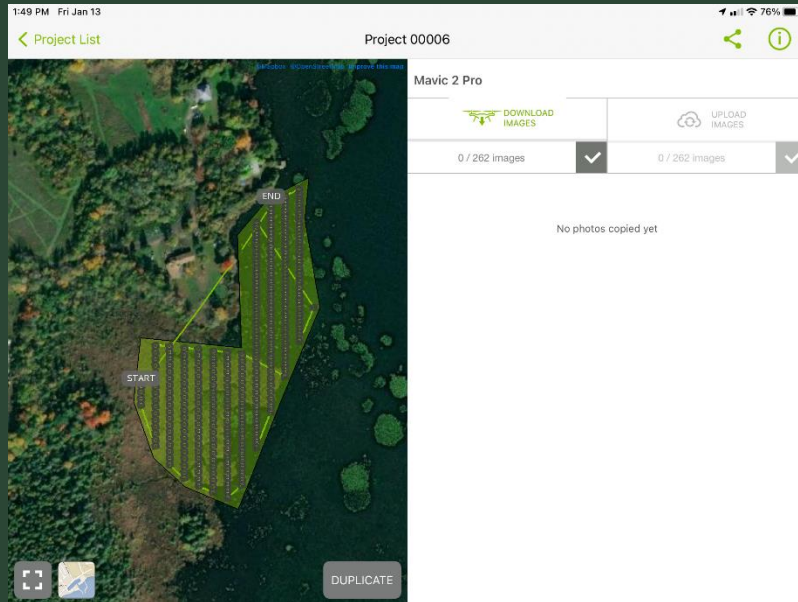 1:49 PM Fri Jan 13
76%
Project List
Project 00006
Mavic 2 Pro
DOWNLOAD
IMAGES
UPLOAD
IMAGES
0 / 262 images
0 / 262 images
No photos copied yet
END
START
DUPLICATE